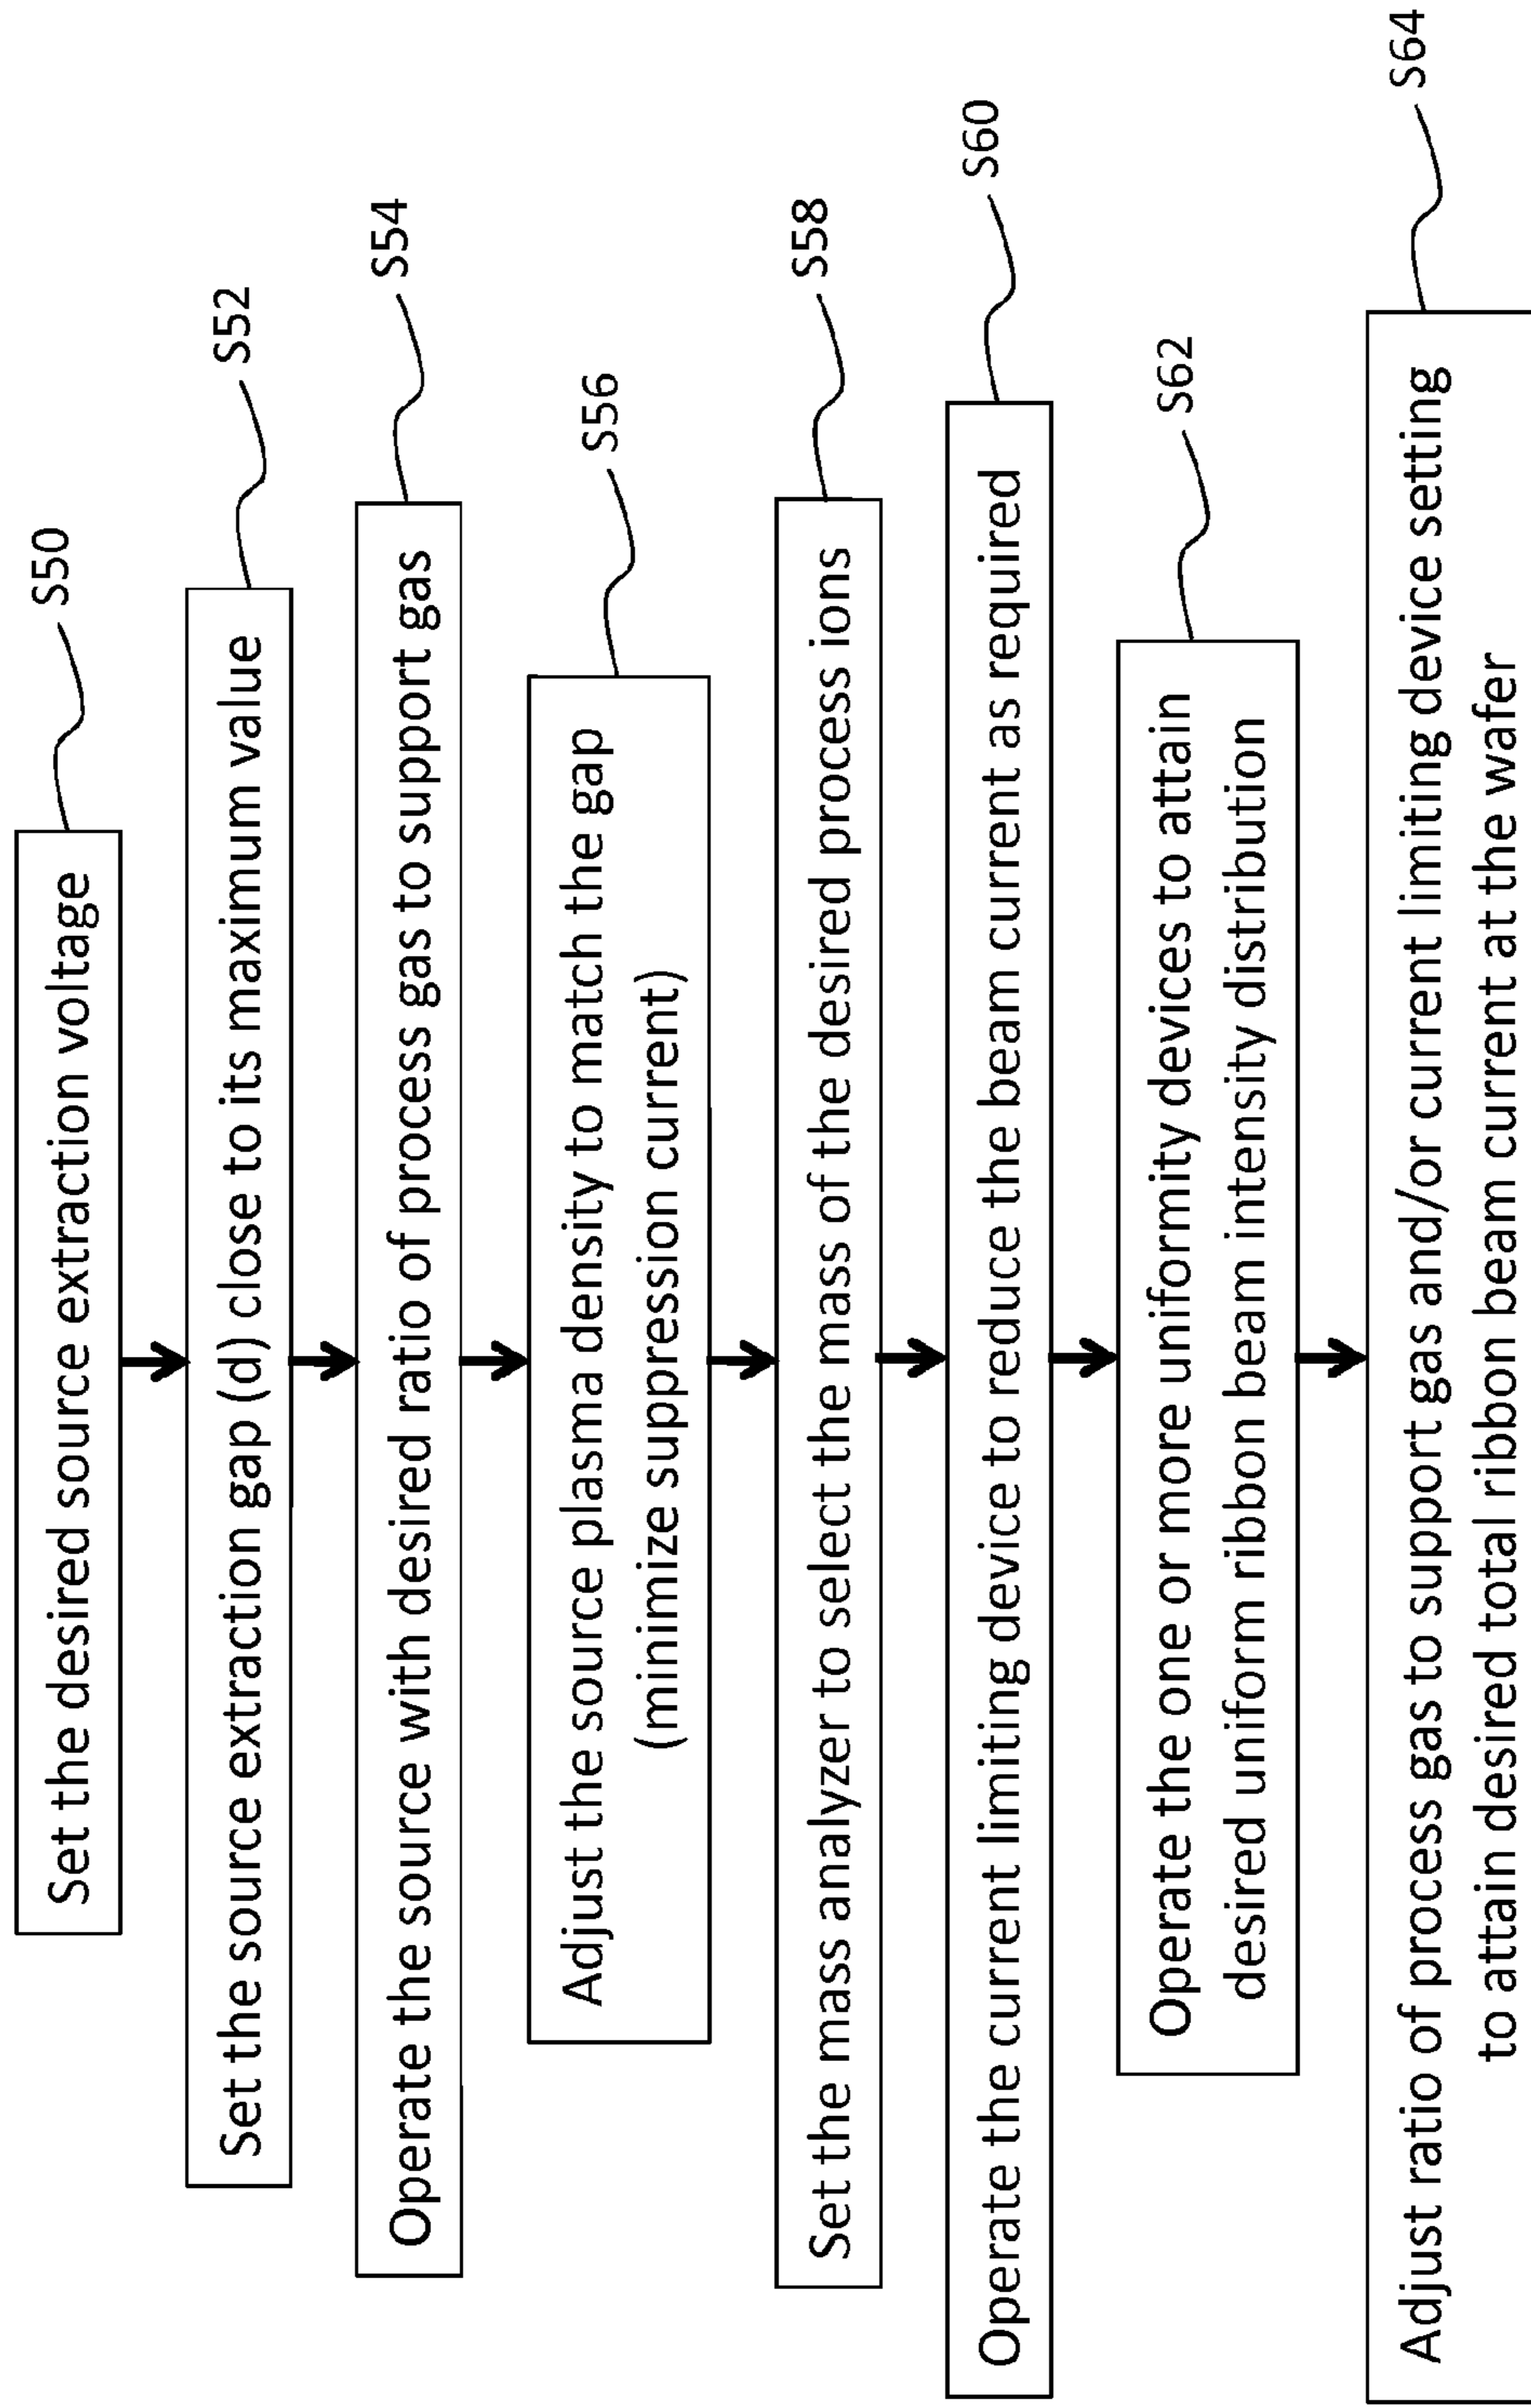 Set the desired source extraction voltage
S50
Set the source extraction gap (d) close to its maximum value
S52
Operate the source with desired ratio of process gas to support gas
S54
Adjust the source plasma density to match the gap
(minimize suppression current)
S56
Set the mass analyzer to select the mass of the desired process ions
S58
Operate the current limiting device to reduce the beam current as required
S60
Operate the one or more uniformity devices to attain
desired uniform ribbon beam intensity distribution
S62
Adjust ratio of process gas to support gas and/or current limiting device setting
to attain desired total ribbon beam current at the wafer
S64